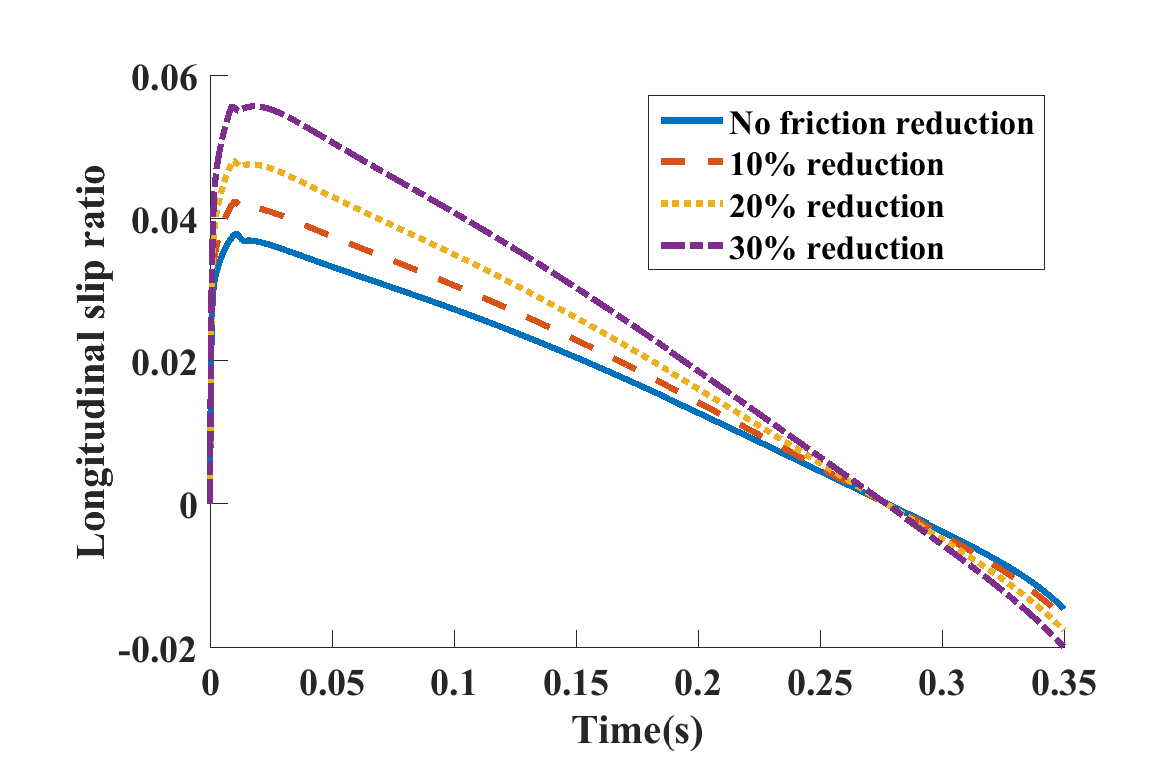 0.06
0.04
0.02
0
-0.02
Longitudinal slip ratio
No friction reduction
10% reduction
20% reduction
30% reduction
0 0.05 0.1 0.15 0.2 0.25 0.3 0.35
Time(s)